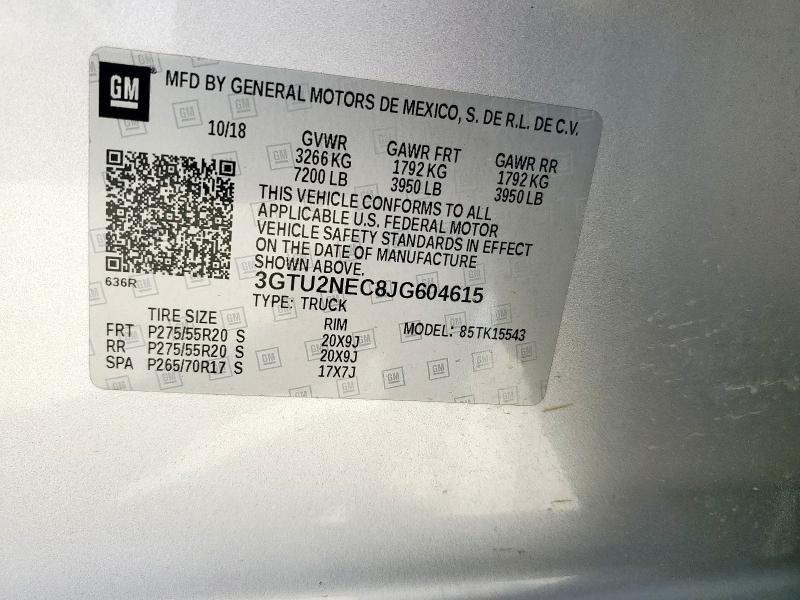 GM
MFD BY GENERAL MOTORS DE MEXICO, S. DE R.L. DE C.V.
10/18
GVWR GAWR FRT GAWR RR
3266 KG 1792 KG 1792 KG
7200 LB 3950 LB 3950 LB
THIS VEHICLE CONFORMS TO ALL
APPLICABLE U.S. FEDERAL MOTOR
VEHICLE SAFETY STANDARDS IN EFFECT
ON THE DATE OF MANUFACTURE
SHOWN ABOVE.
636R
3GTU2NEC8JG604615
TYPE: TRUCK
TIRE SIZE RIM MODEL: 85TK15543
FRT P275/55R20 S 20X9J
RR P275/55R20 S 20X9J
SPA P265/70R17 S 17X7J